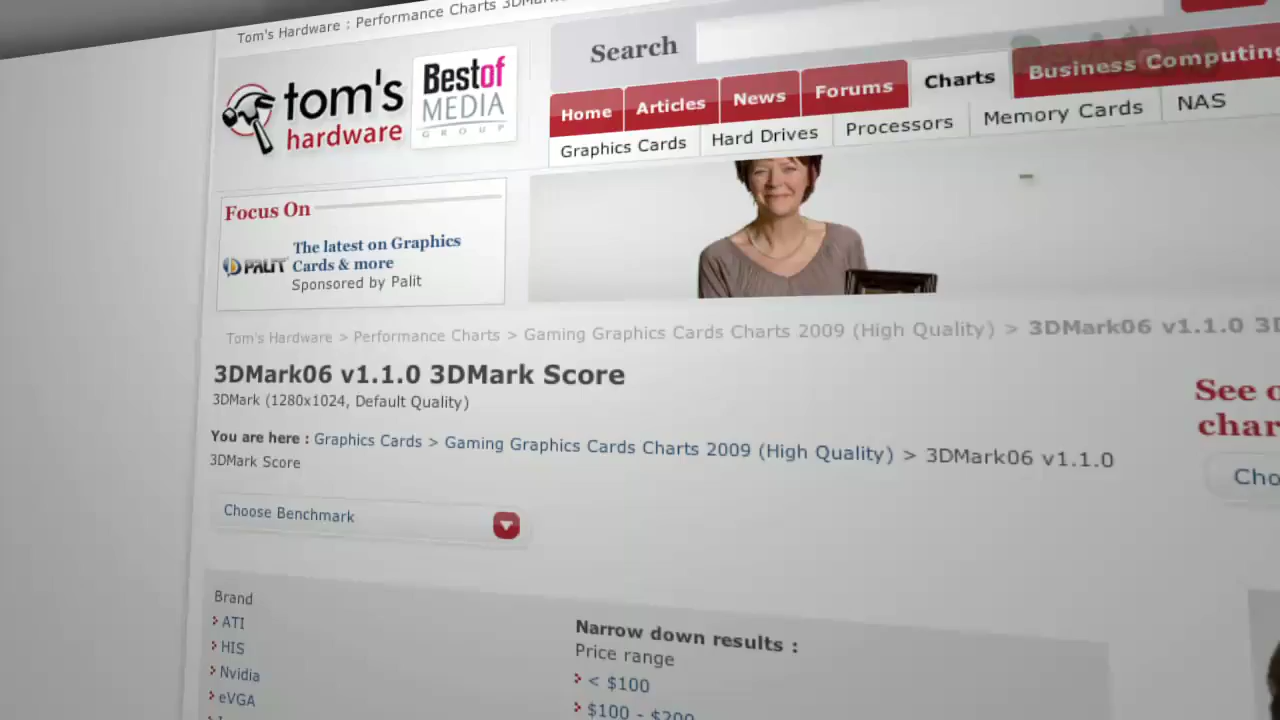 Tom's Hardware : Performance Charts
Search
tom's
hardware
Best of
MEDIA
GROUP
Home
Articles
News
Forums
Charts
Business Computing
Graphics Cards
Hard Drives
Processors
Memory Cards
NAS
Focus On
PALIT
The latest on Graphics
Cards & more
Sponsored by Palit
Tom's Hardware > Performance Charts > Gaming Graphics Cards Charts 2009 (High Quality) > 3DMark06 v1.1.0
3DMark06 v1.1.0 3DMark Score
3DMark (1280x1024, Default Quality)
See
You are here : Graphics Cards > Gaming Graphics Cards Charts 2009 (High Quality) > 3DMark06 v1.1.0
3DMark Score
Choose Benchmark
Brand
ATI
HIS
Nvidia
eVGA
Narrow down results :
Price range
< $100
$100 - $200